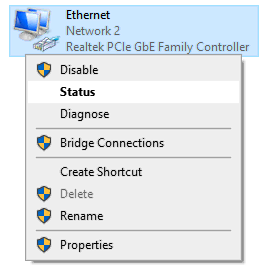 Ethernet
Network 2
Realtek PCIe GbE Family Controller
Disable
Status
Diagnose
Bridge Connections
Create Shortcut
Delete
Rename
Properties